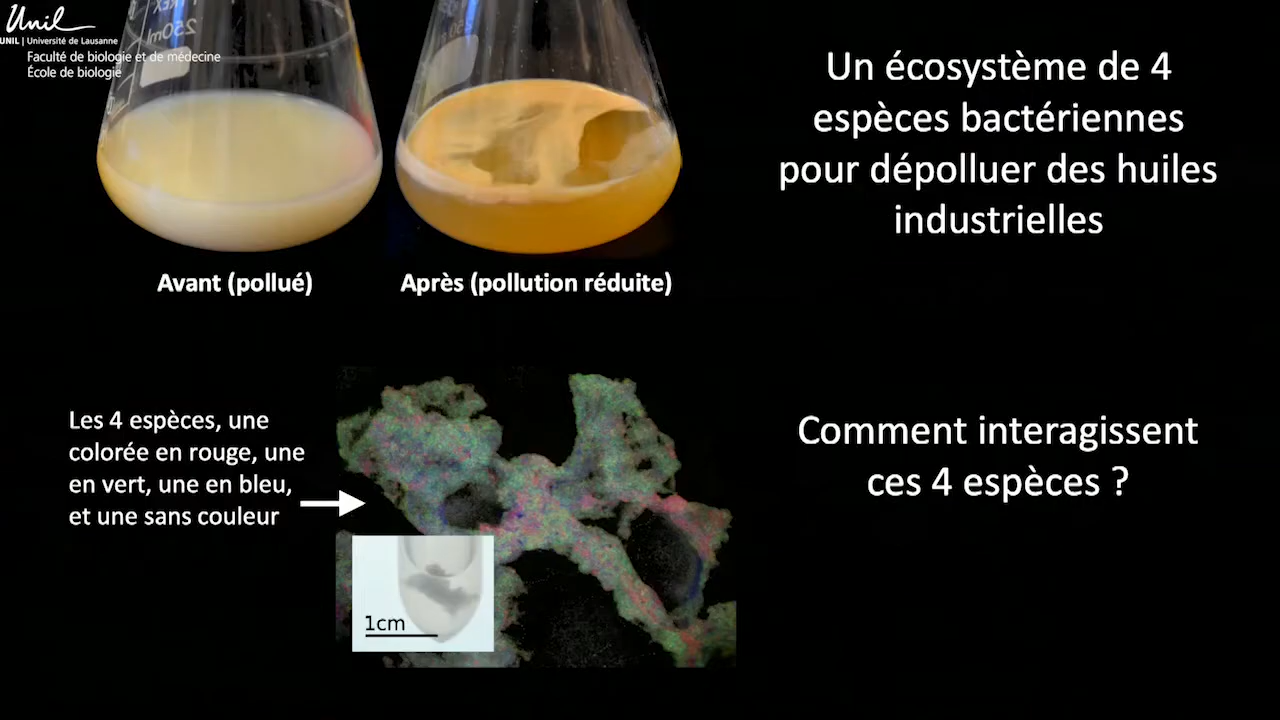 Unil
UNIL | Université de Lausanne
Faculté de biologie et de médecine
École de biologie
250ml
Un écosystème de 4
espèces bactériennes
pour dépolluer des huiles
industrielles
Avant (pollué)
Après (pollution réduite)
Les 4 espèces, une
colorée en rouge, une
en vert, une en bleu,
et une sans couleur
Comment interagissent
ces 4 espèces ?
1cm